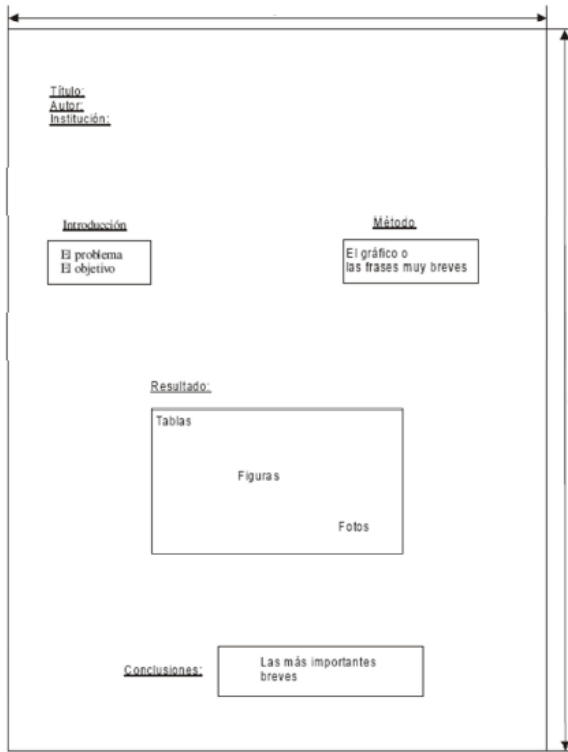 Título:
Autor:
Institución:
Introducción
El problema
El objetivo
Método
El gráfico o
las frases muy breves
Resultado:
Tablas
Figuras
Fotos
Conclusiones:
Las más importantes
breves